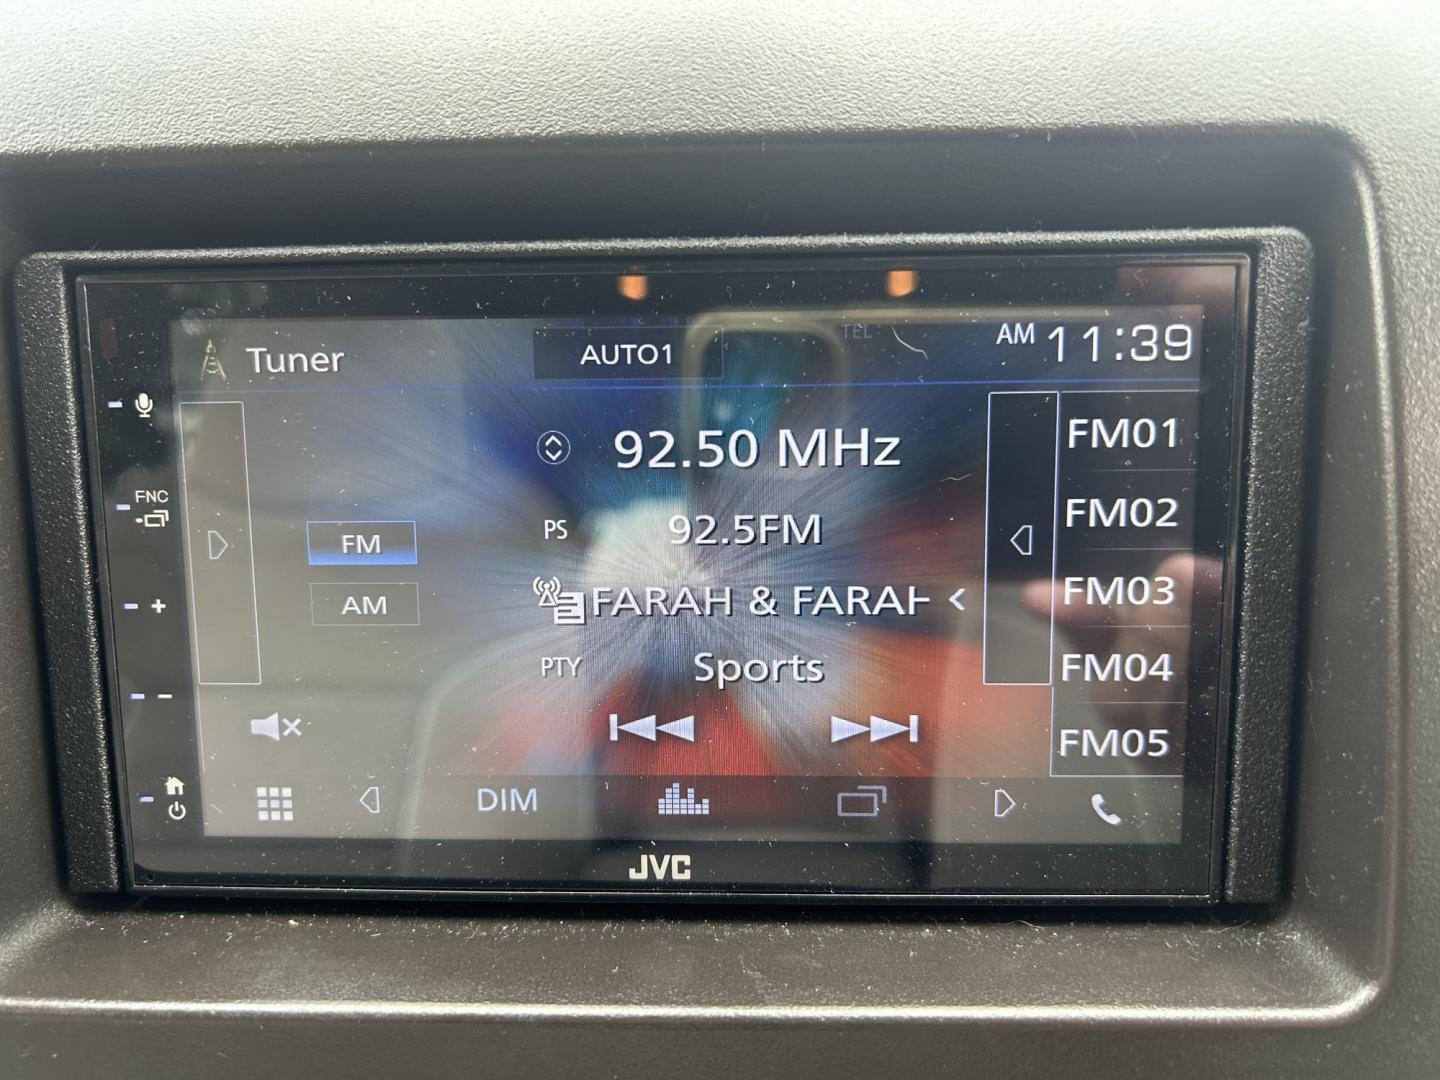 Tuner
AUTO1
TEL
AM 11:39
92.50 MHz
FM01
FNC
FM02
PS 92.5FM
FM
FM03
AM
FARAH & FARAH
PTY Sports
FM04
FM05
DIM
JVC